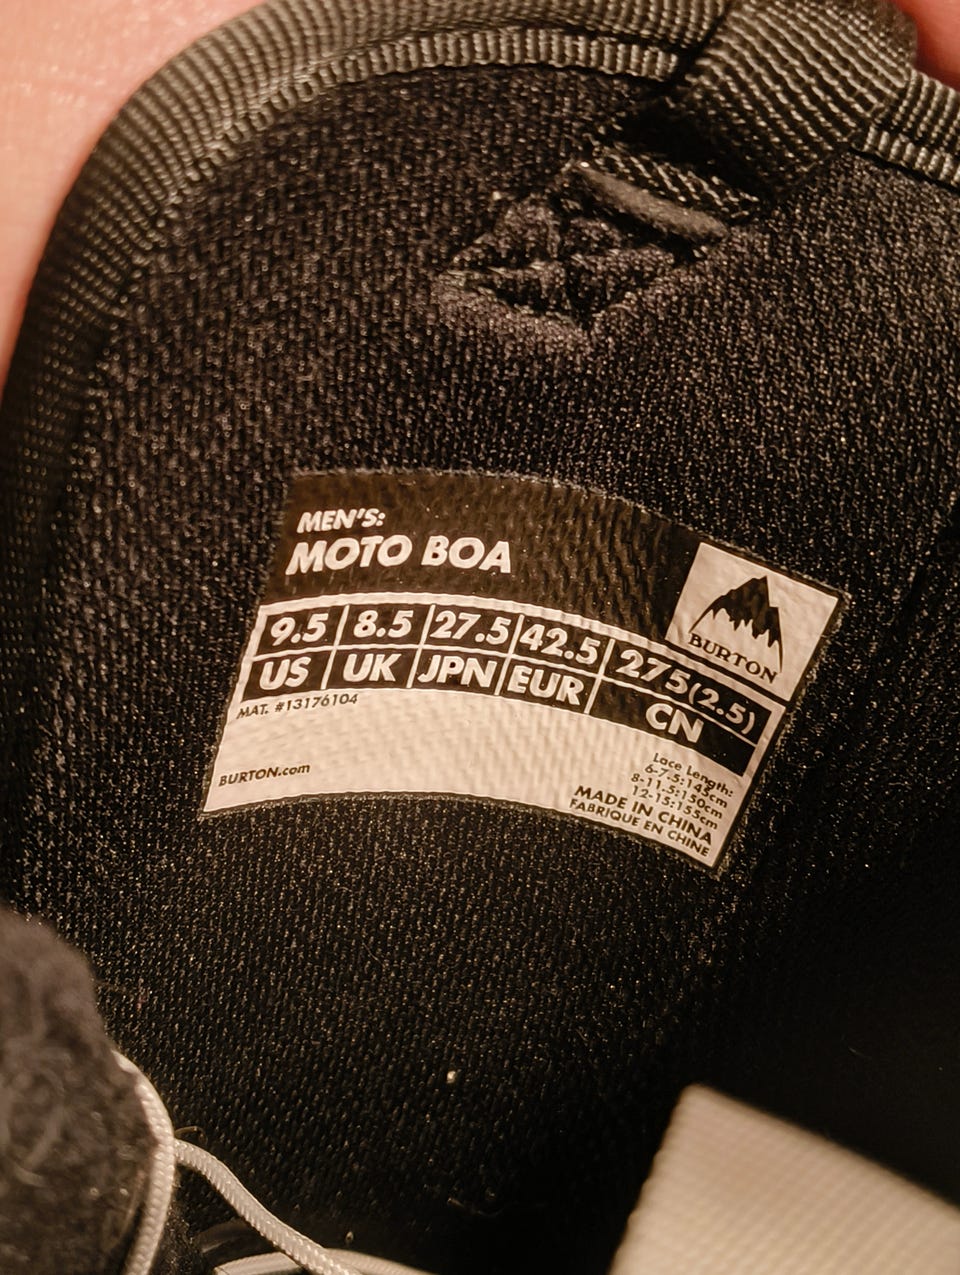 MEN'S:
MOTO BOA
BURTON
9.5 8.5 27.5 42.5 275(2.5)
US UK JPN EUR CN
MAT. #13176104
BURTON.com
Lace Length:
6-7.5:145cm
8-11.5:150cm
12-15:155cm
MADE IN CHINA
FABRIQUE EN CHINE